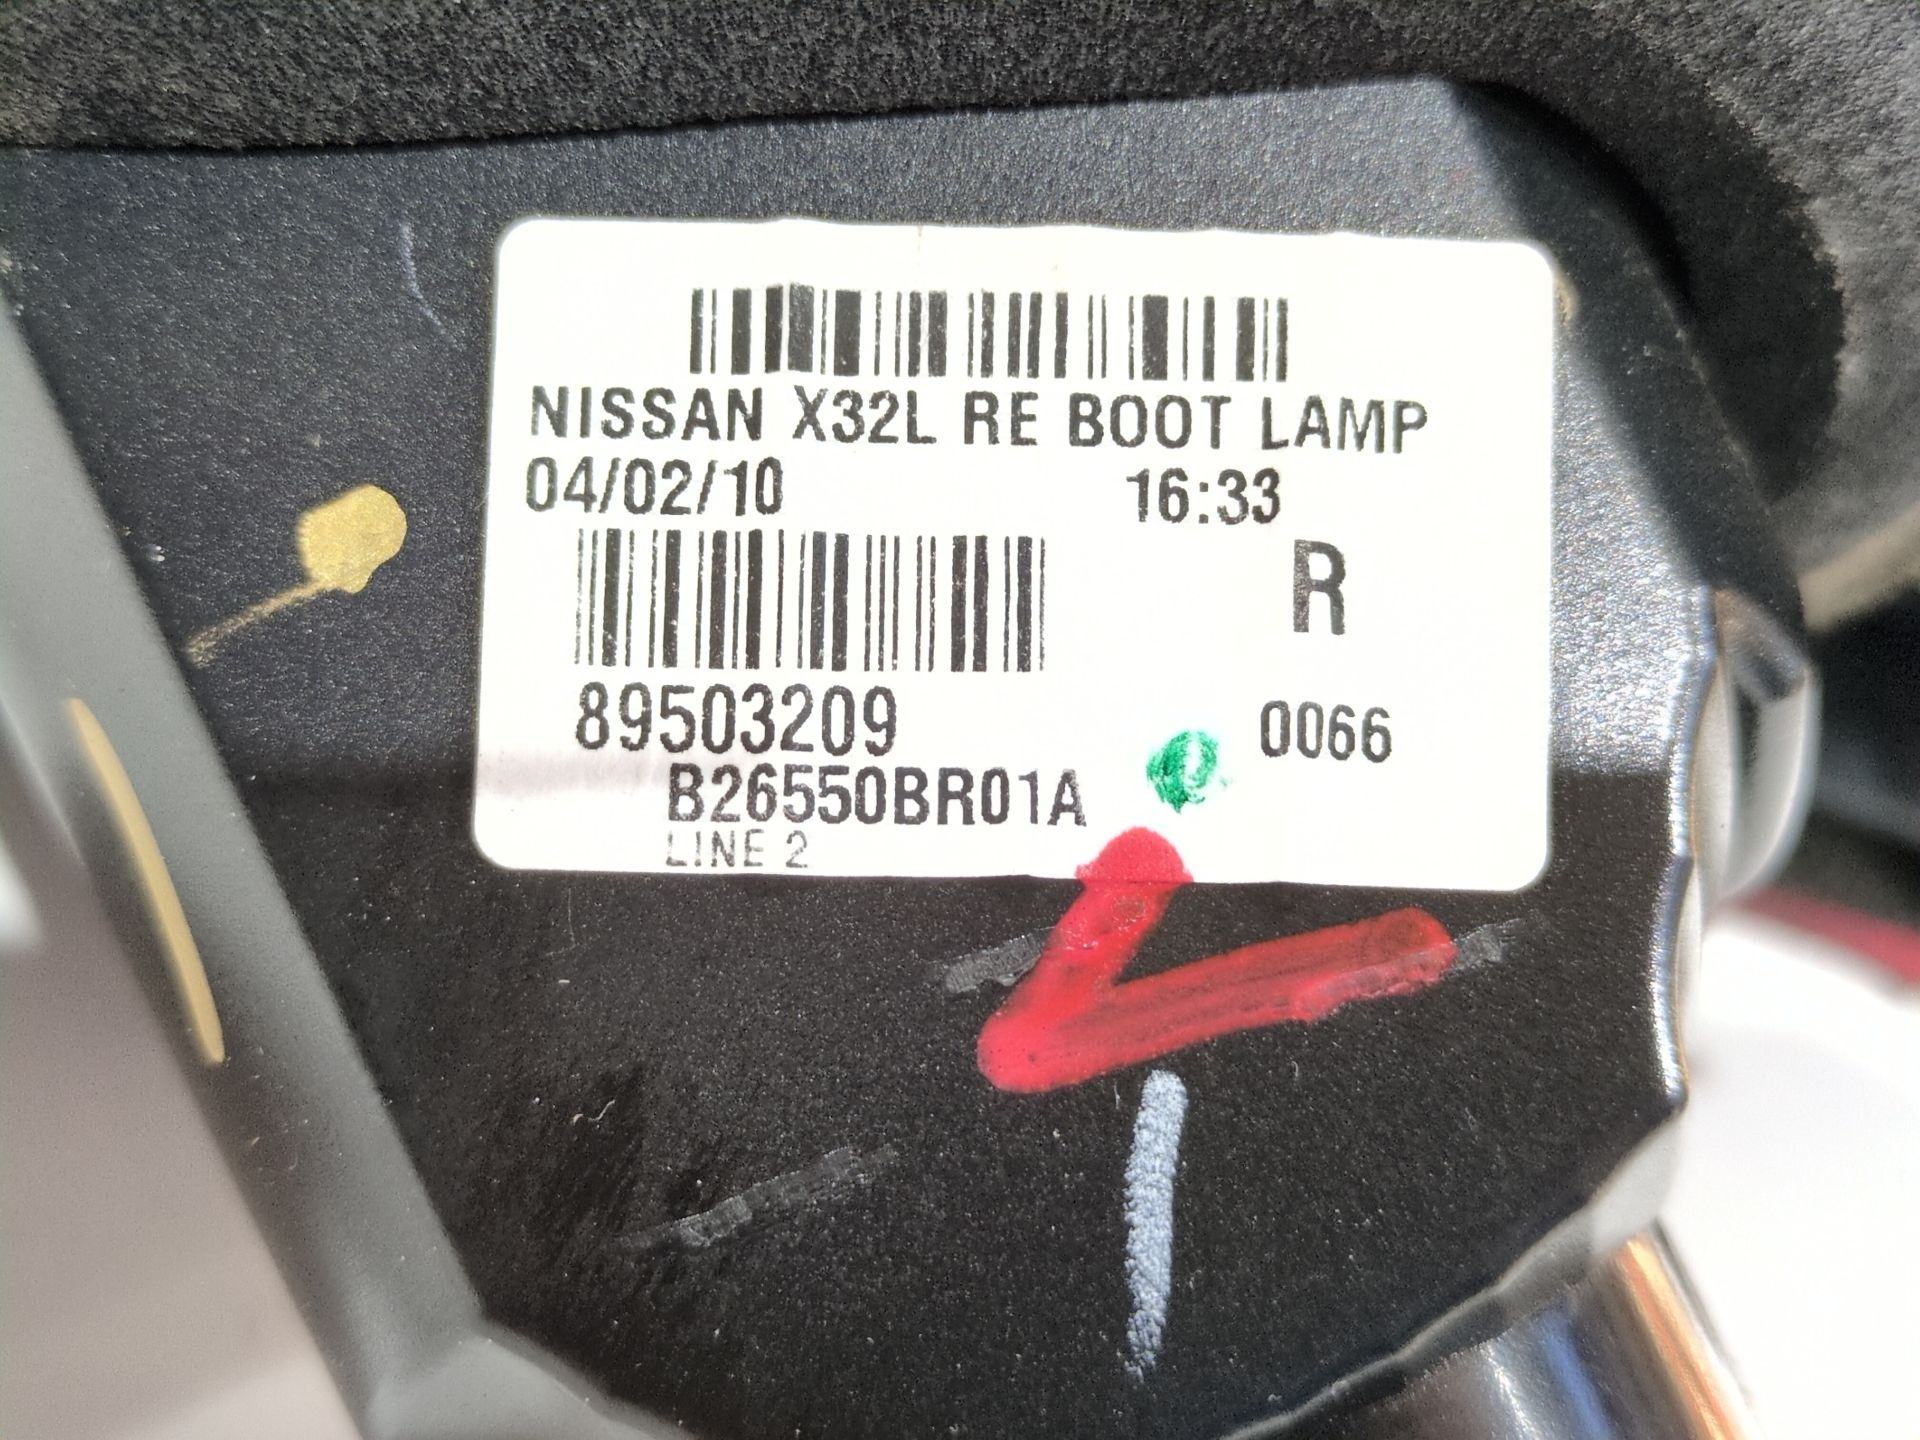 NISSAN X32L RE BOOT LAMP
04/02/10 16:33
R
89503209 0066
B26550BR01A
LINE 2